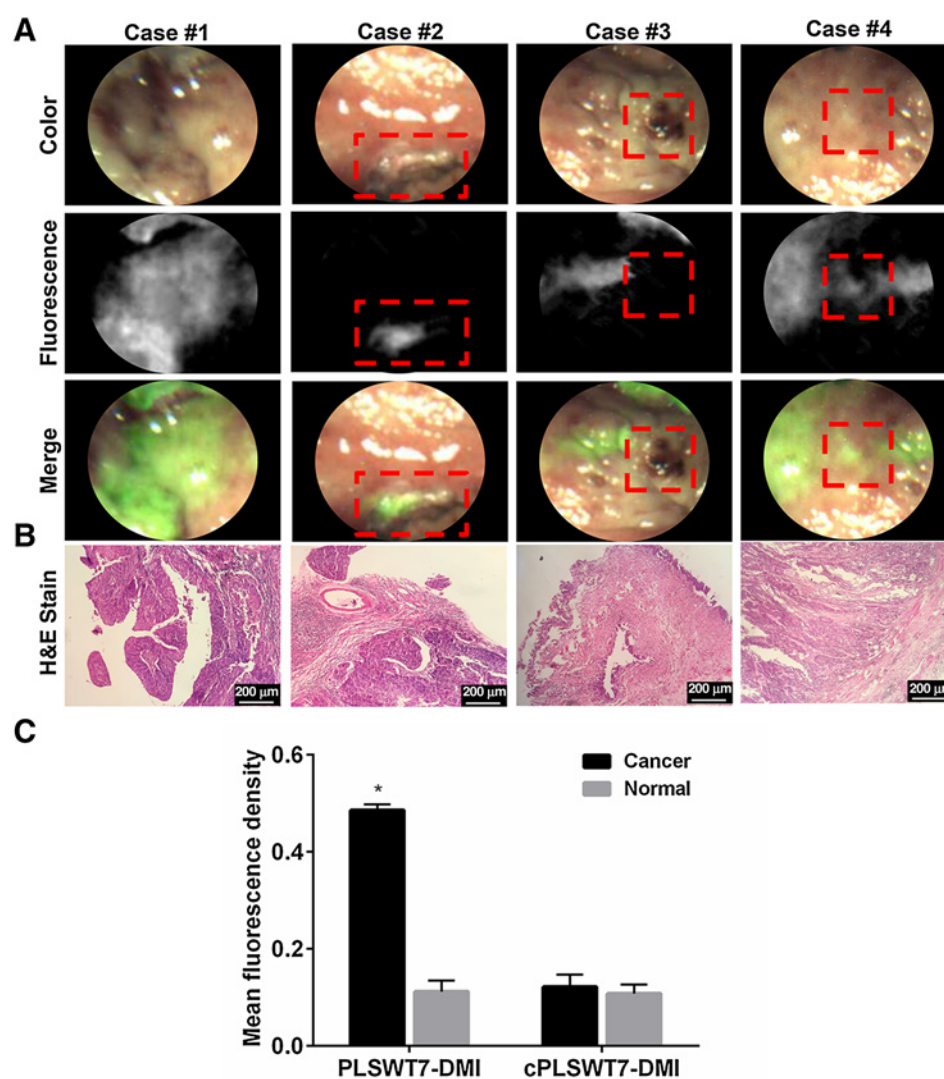 A
Case #1 Case #2 Case #3 Case #4
Color
Fluorescence
Merge
B
H&E Stain
200 μm 200 μm 200 μm 200 μm
C
Mean fluorescence density
0.6
0.4
0.2
0.0
*
Cancer
Normal
PLSWT7-DMI cPLSWT7-DMI